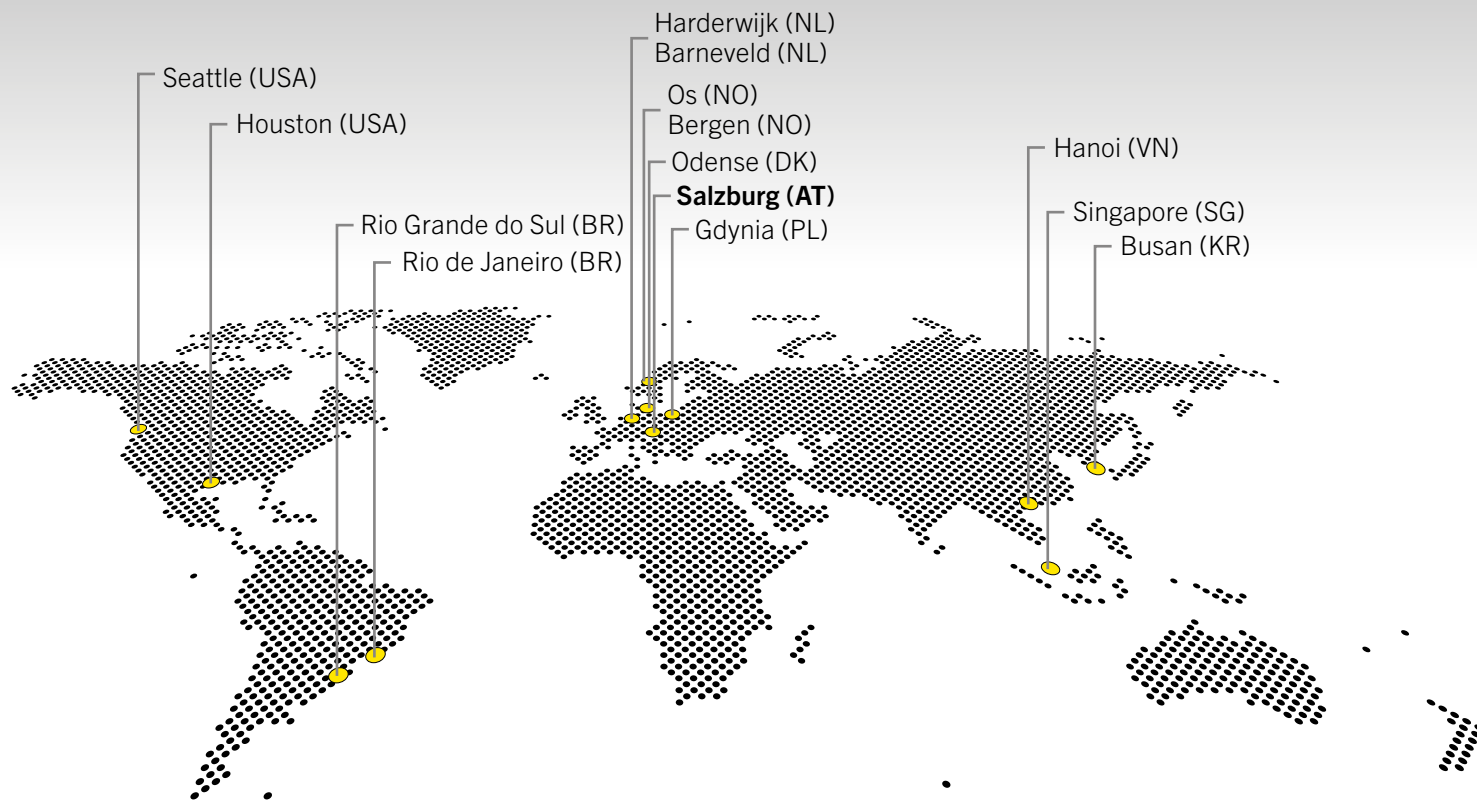 Harderwijk (NL)
Barneveld (NL)
Seattle (USA)
Os (NO)
Houston (USA)
Bergen (NO)
Hanoi (VN)
Odense (DK)
Salzburg (AT)
Singapore (SG)
Rio Grande do Sul (BR)
Gdynia (PL)
Busan (KR)
Rio de Janeiro (BR)